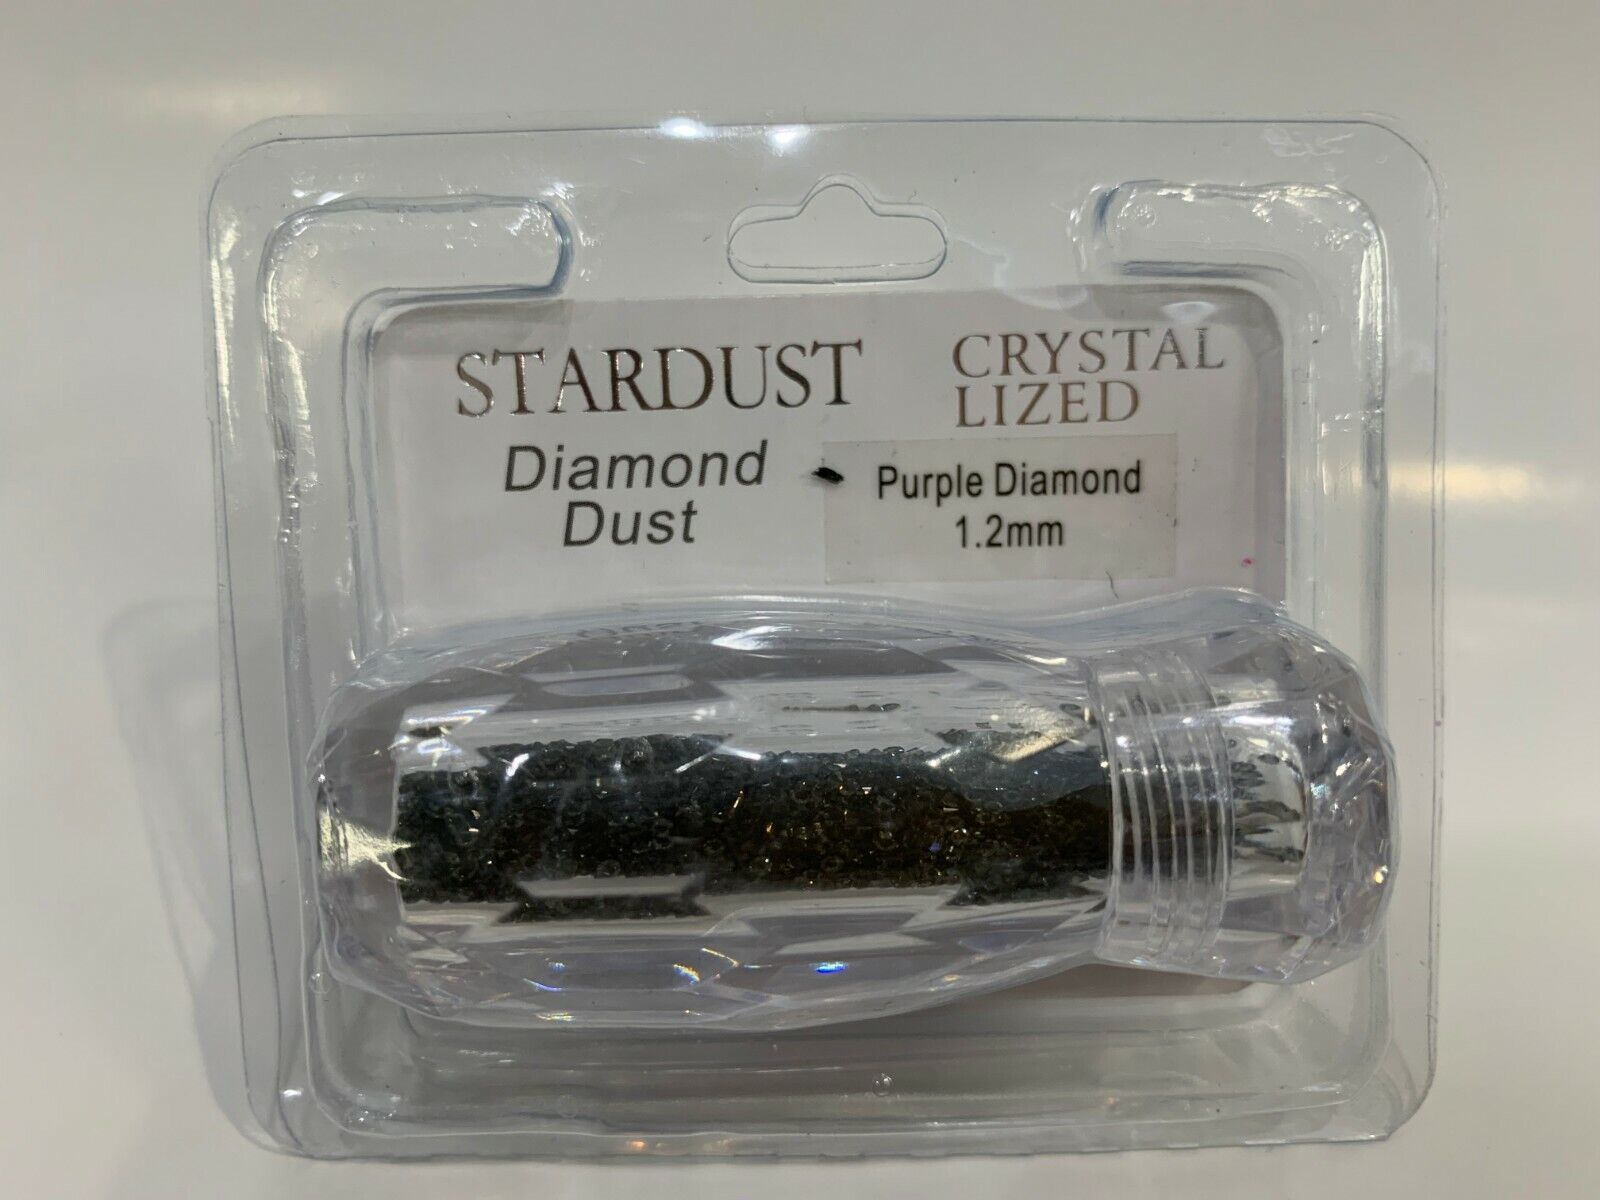 STARDUST
Diamond
Dust
CRYSTAL
LIZED
Purple Diamond
1.2mm